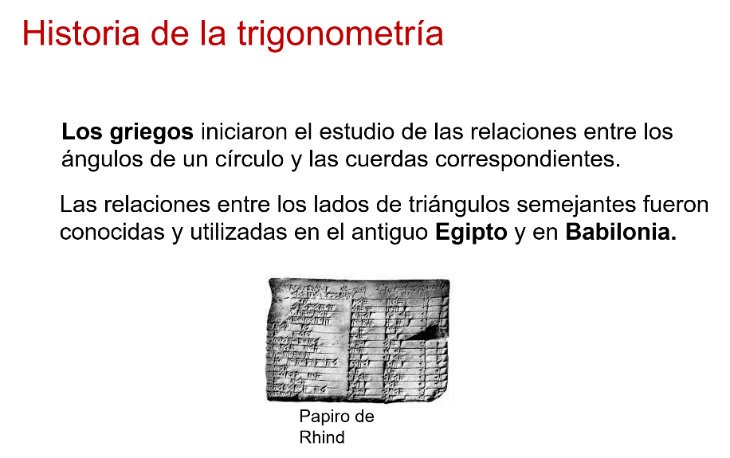 Historia de la trigonometría
Los griegos iniciaron el estudio de las relaciones entre los
ángulos de un círculo y las cuerdas correspondientes.
Las relaciones entre los lados de triángulos semejantes fueron
conocidas y utilizadas en el antiguo Egipto y en Babilonia.
Papiro de
Rhind